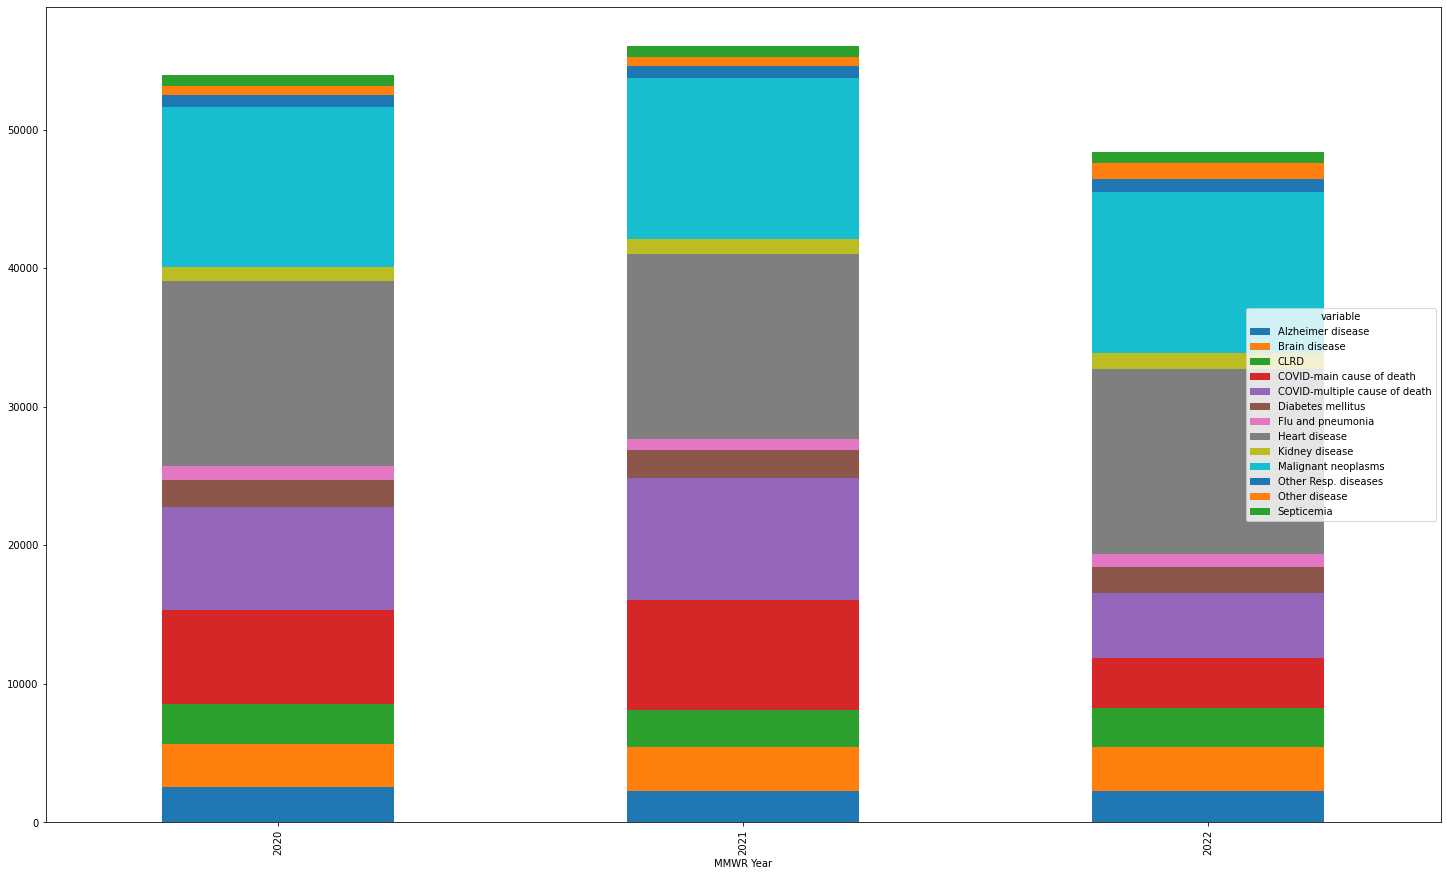 50000
40000
30000
20000
10000
0
variable
Alzheimer disease
Brain disease
CLRD
COVID-main cause of death
COVID-multiple cause of death
Diabetes mellitus
Flu and pneumonia
Heart disease
Kidney disease
Malignant neoplasms
Other Resp. diseases
Other disease
Septicemia
2020
2021
2022
MMWR Year